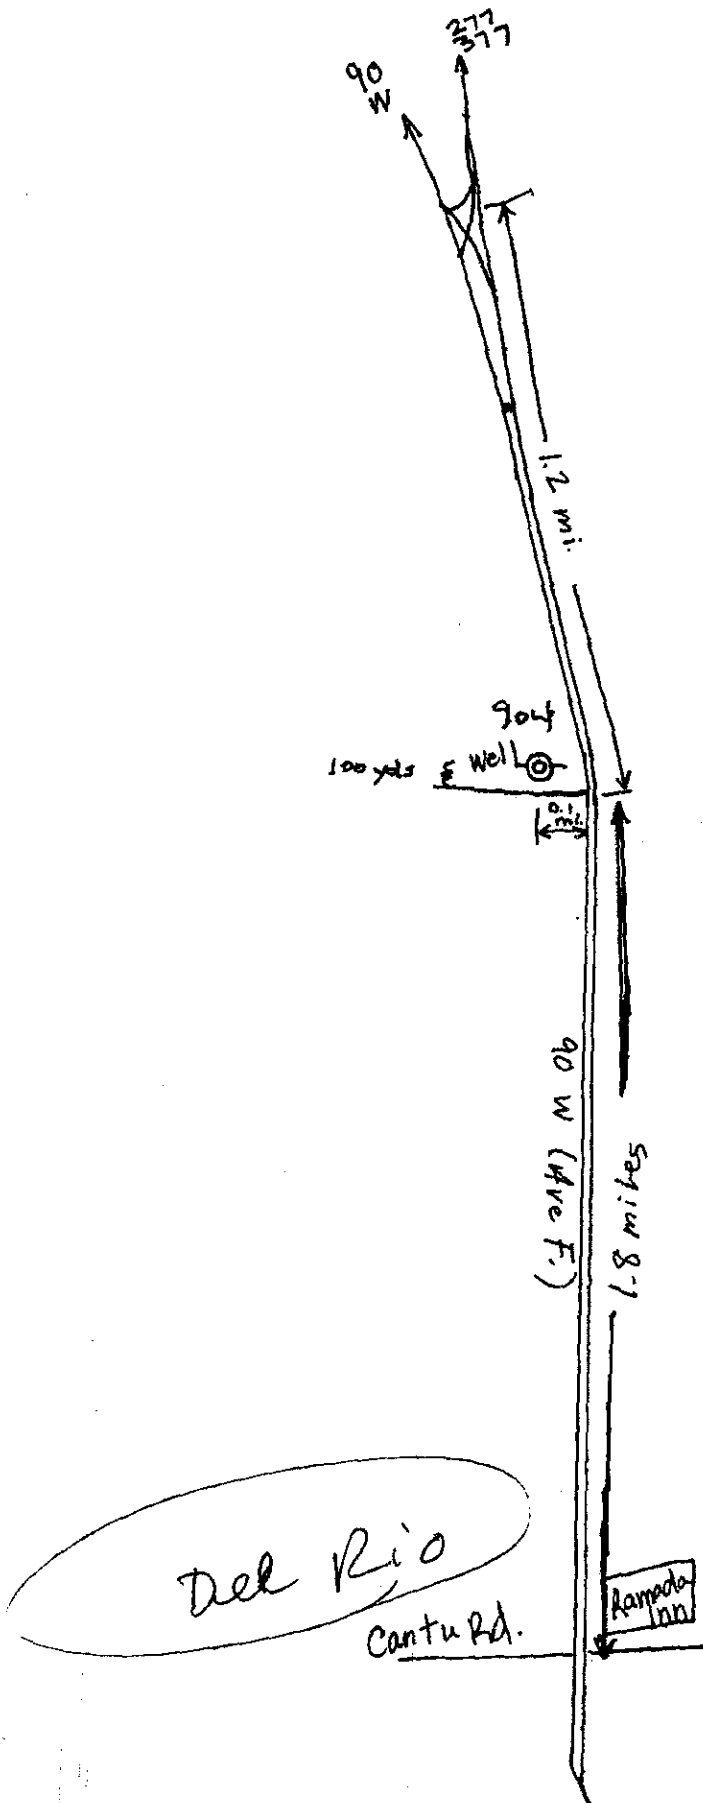 277
377
90
W
1.2 mi.
90W
100 yds
Well
0.1
mi.
90 W (Ave F.)
1.8 miles
Del Rio
Ramada
Inn
Cantu Rd.